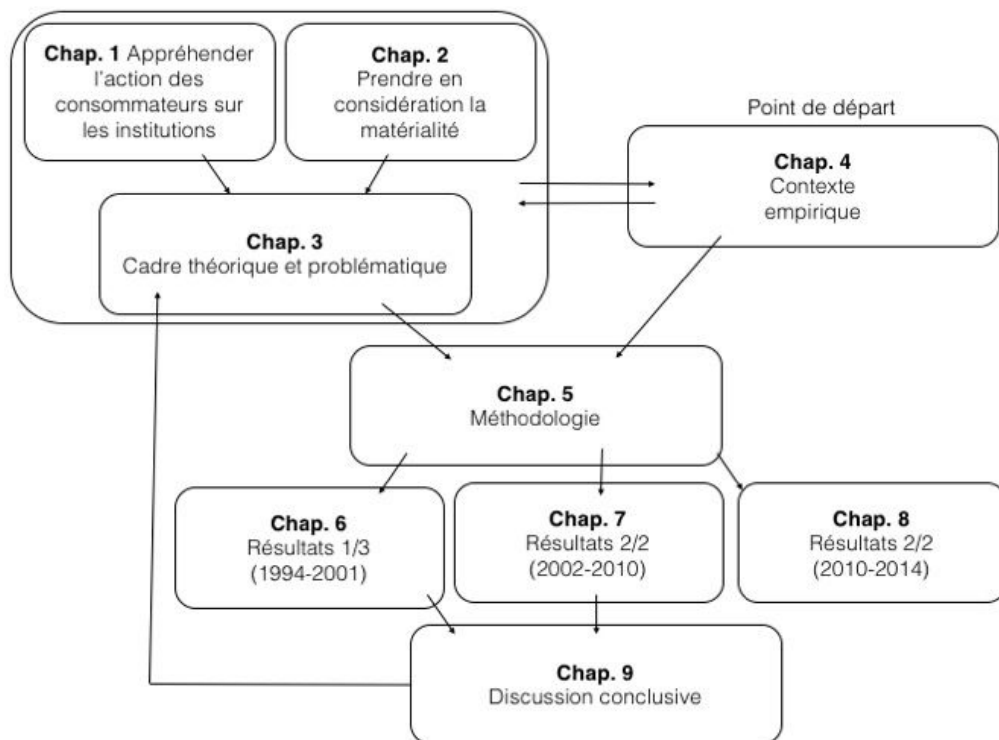 Chap. 1 Appréhender
l'action des
consommateurs sur
les institutions
Chap. 2
Prendre en
considération la
matérialité
Point de départ
Chap. 4
Contexte
empirique
Chap. 3
Cadre théorique et problématique
Chap. 5
Méthodologie
Chap. 6
Résultats 1/3
(1994-2001)
Chap. 7
Résultats 2/2
(2002-2010)
Chap. 8
Résultats 2/2
(2010-2014)
Chap. 9
Discussion conclusive